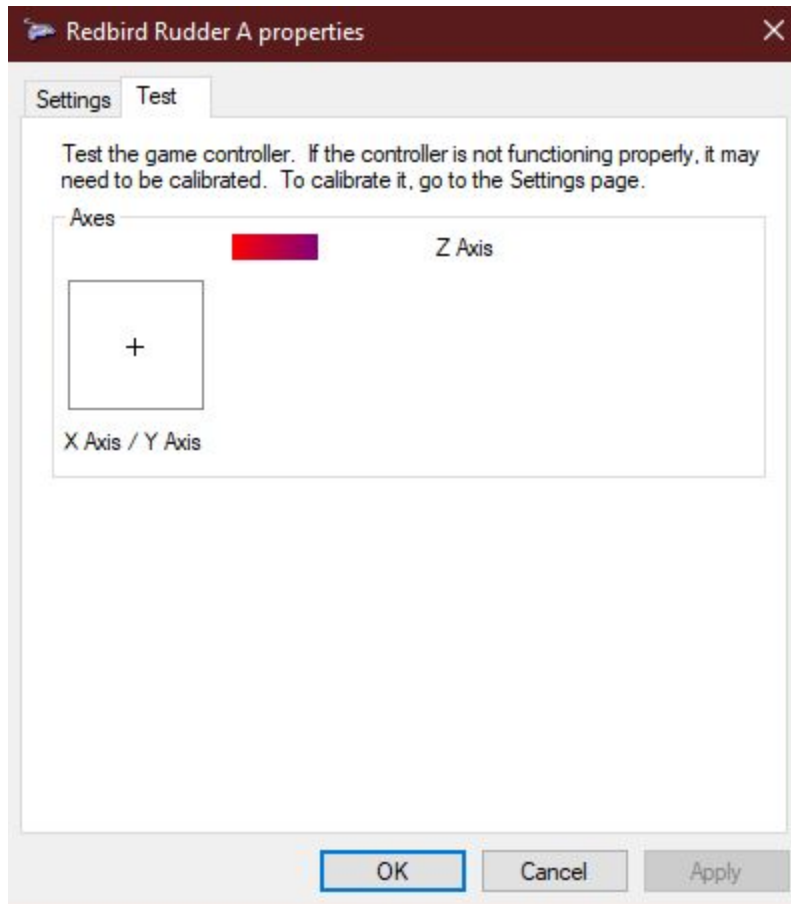 Redbird Rudder A properties
Settings Test
Test the game controller. If the controller is not functioning properly, it may
need to be calibrated. To calibrate it, go to the Settings page.
Axes
Z Axis
X Axis / Y Axis
OK Cancel Apply